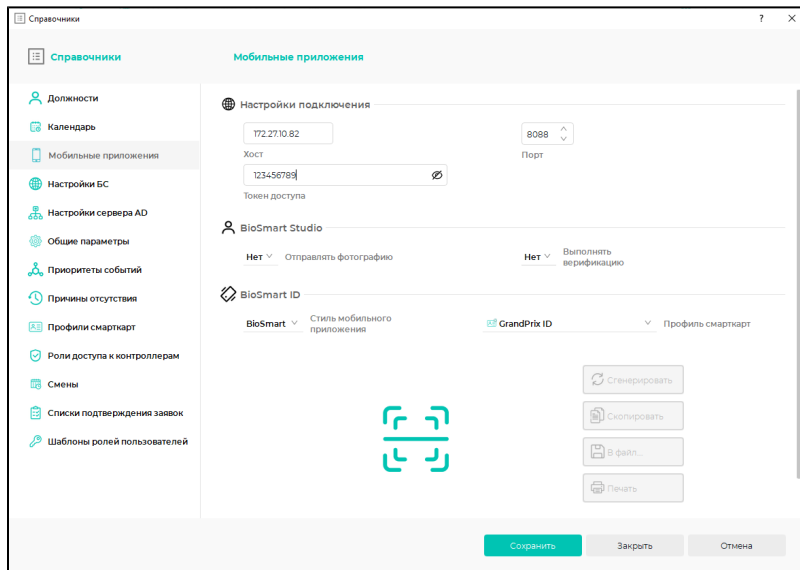 Справочники
?
Справочники
Мобильные приложения
Должности
Календарь
Мобильные приложения
Настройки БС
Настройки сервера AD
Общие параметры
Приоритеты событий
Причины отсутствия
Профили смарткарт
Роли доступа к контроллерам
Смены
Списки подтверждения заявок
Шаблоны ролей пользователей
Настройки подключения
172.27.10.82
8088
Хост
Порт
123456789
Токен доступа
BioSmart Studio
Нет
Отправлять фотографию
Нет
Выполнять
верификацию
BioSmart ID
BioSmart
Стиль мобильного
приложения
GrandPrix ID
Профиль смарткарт
Сгенерировать
Скопировать
В файл...
Печать
Сохранить
Закрыть
Отмена